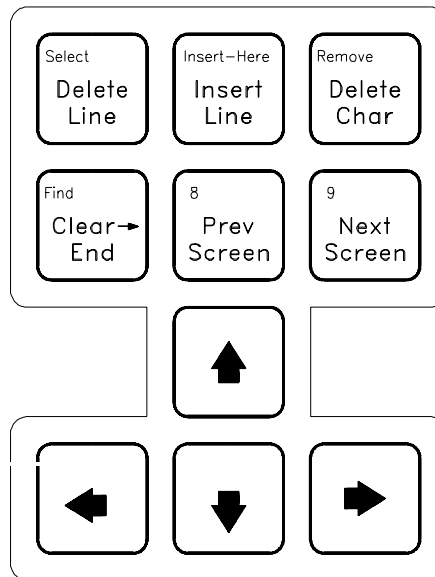 Select
Delete
Line
Insert-Here
Insert
Line
Remove
Delete
Char
Find
Clear→
End
8
Prev
Screen
9
Next
Screen